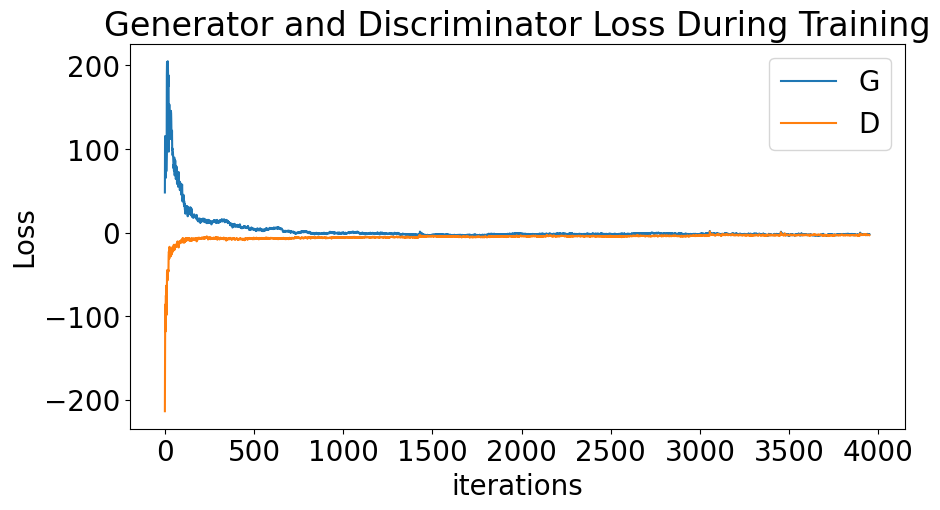 Generator and Discriminator Loss During Training
G
D
Loss
200
100
0
−100
−200
0 500 1000 1500 2000 2500 3000 3500 4000
iterations